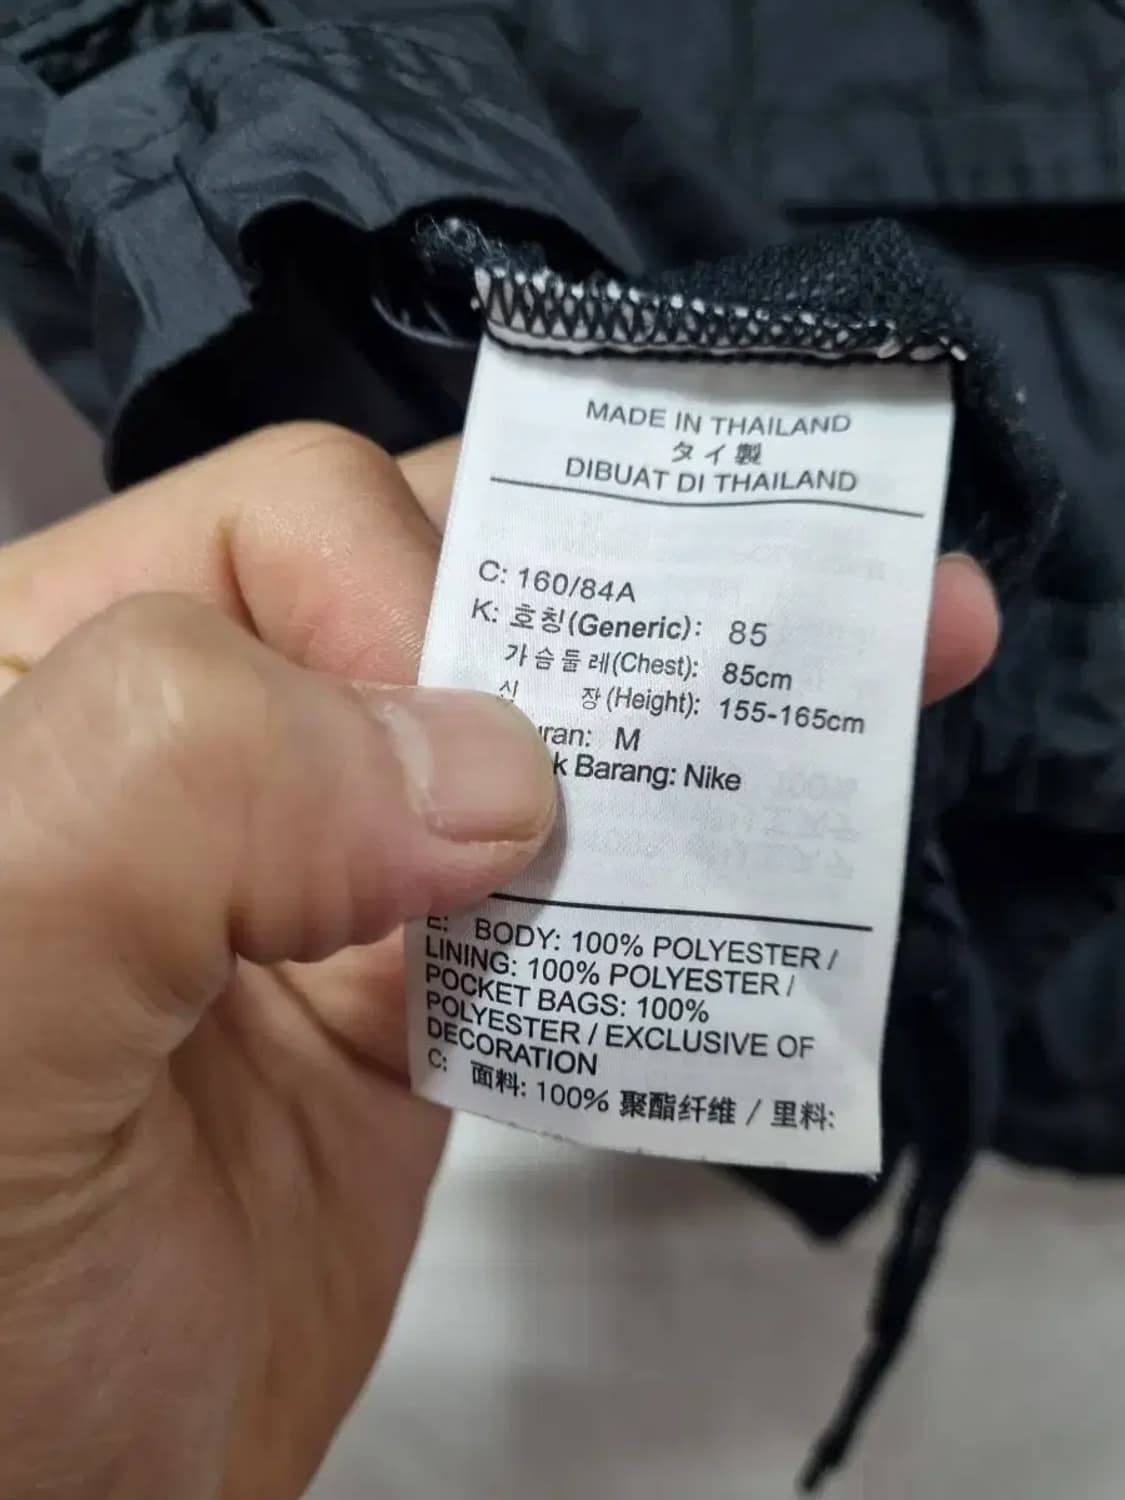 MADE IN THAILAND
タイ製
DIBUAT DI THAILAND
C: 160/84A
K: 호칭(Generic): 85
가슴둘레(Chest): 85cm
신 장(Height): 155-165cm
uran: M
k Barang: Nike
E: BODY: 100% POLYESTER /
LINING: 100% POLYESTER /
POCKET BAGS: 100%
POLYESTER / EXCLUSIVE OF
DECORATION
C: 面料: 100% 聚酯纤维 / 里料: